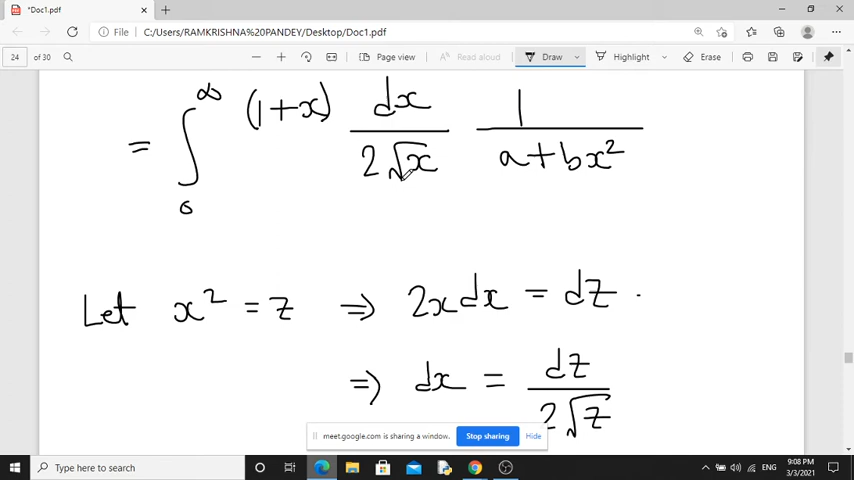 *Doc1.pdf
File C:/Users/RAMKRISHNA%20PANDEY/Desktop/Doc1.pdf
24 of 30 Page view Read aloud Draw Highlight Erase
= ∫₀^∞ (1+x) dx/(2√x) 1/(a+bx²)
Let x² = z ⇒ 2x dx = dz .
⇒ dx = dz/(2√z)
meet.google.com is sharing a window. Stop sharing Hide
Type here to search
ENG
9:08 PM
3/3/2021